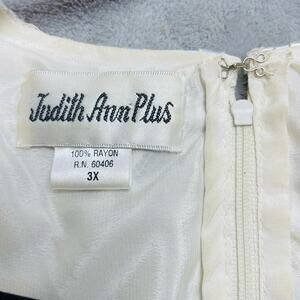 Judith Ann Plus
100% RAYON
R.N. 60406
3X